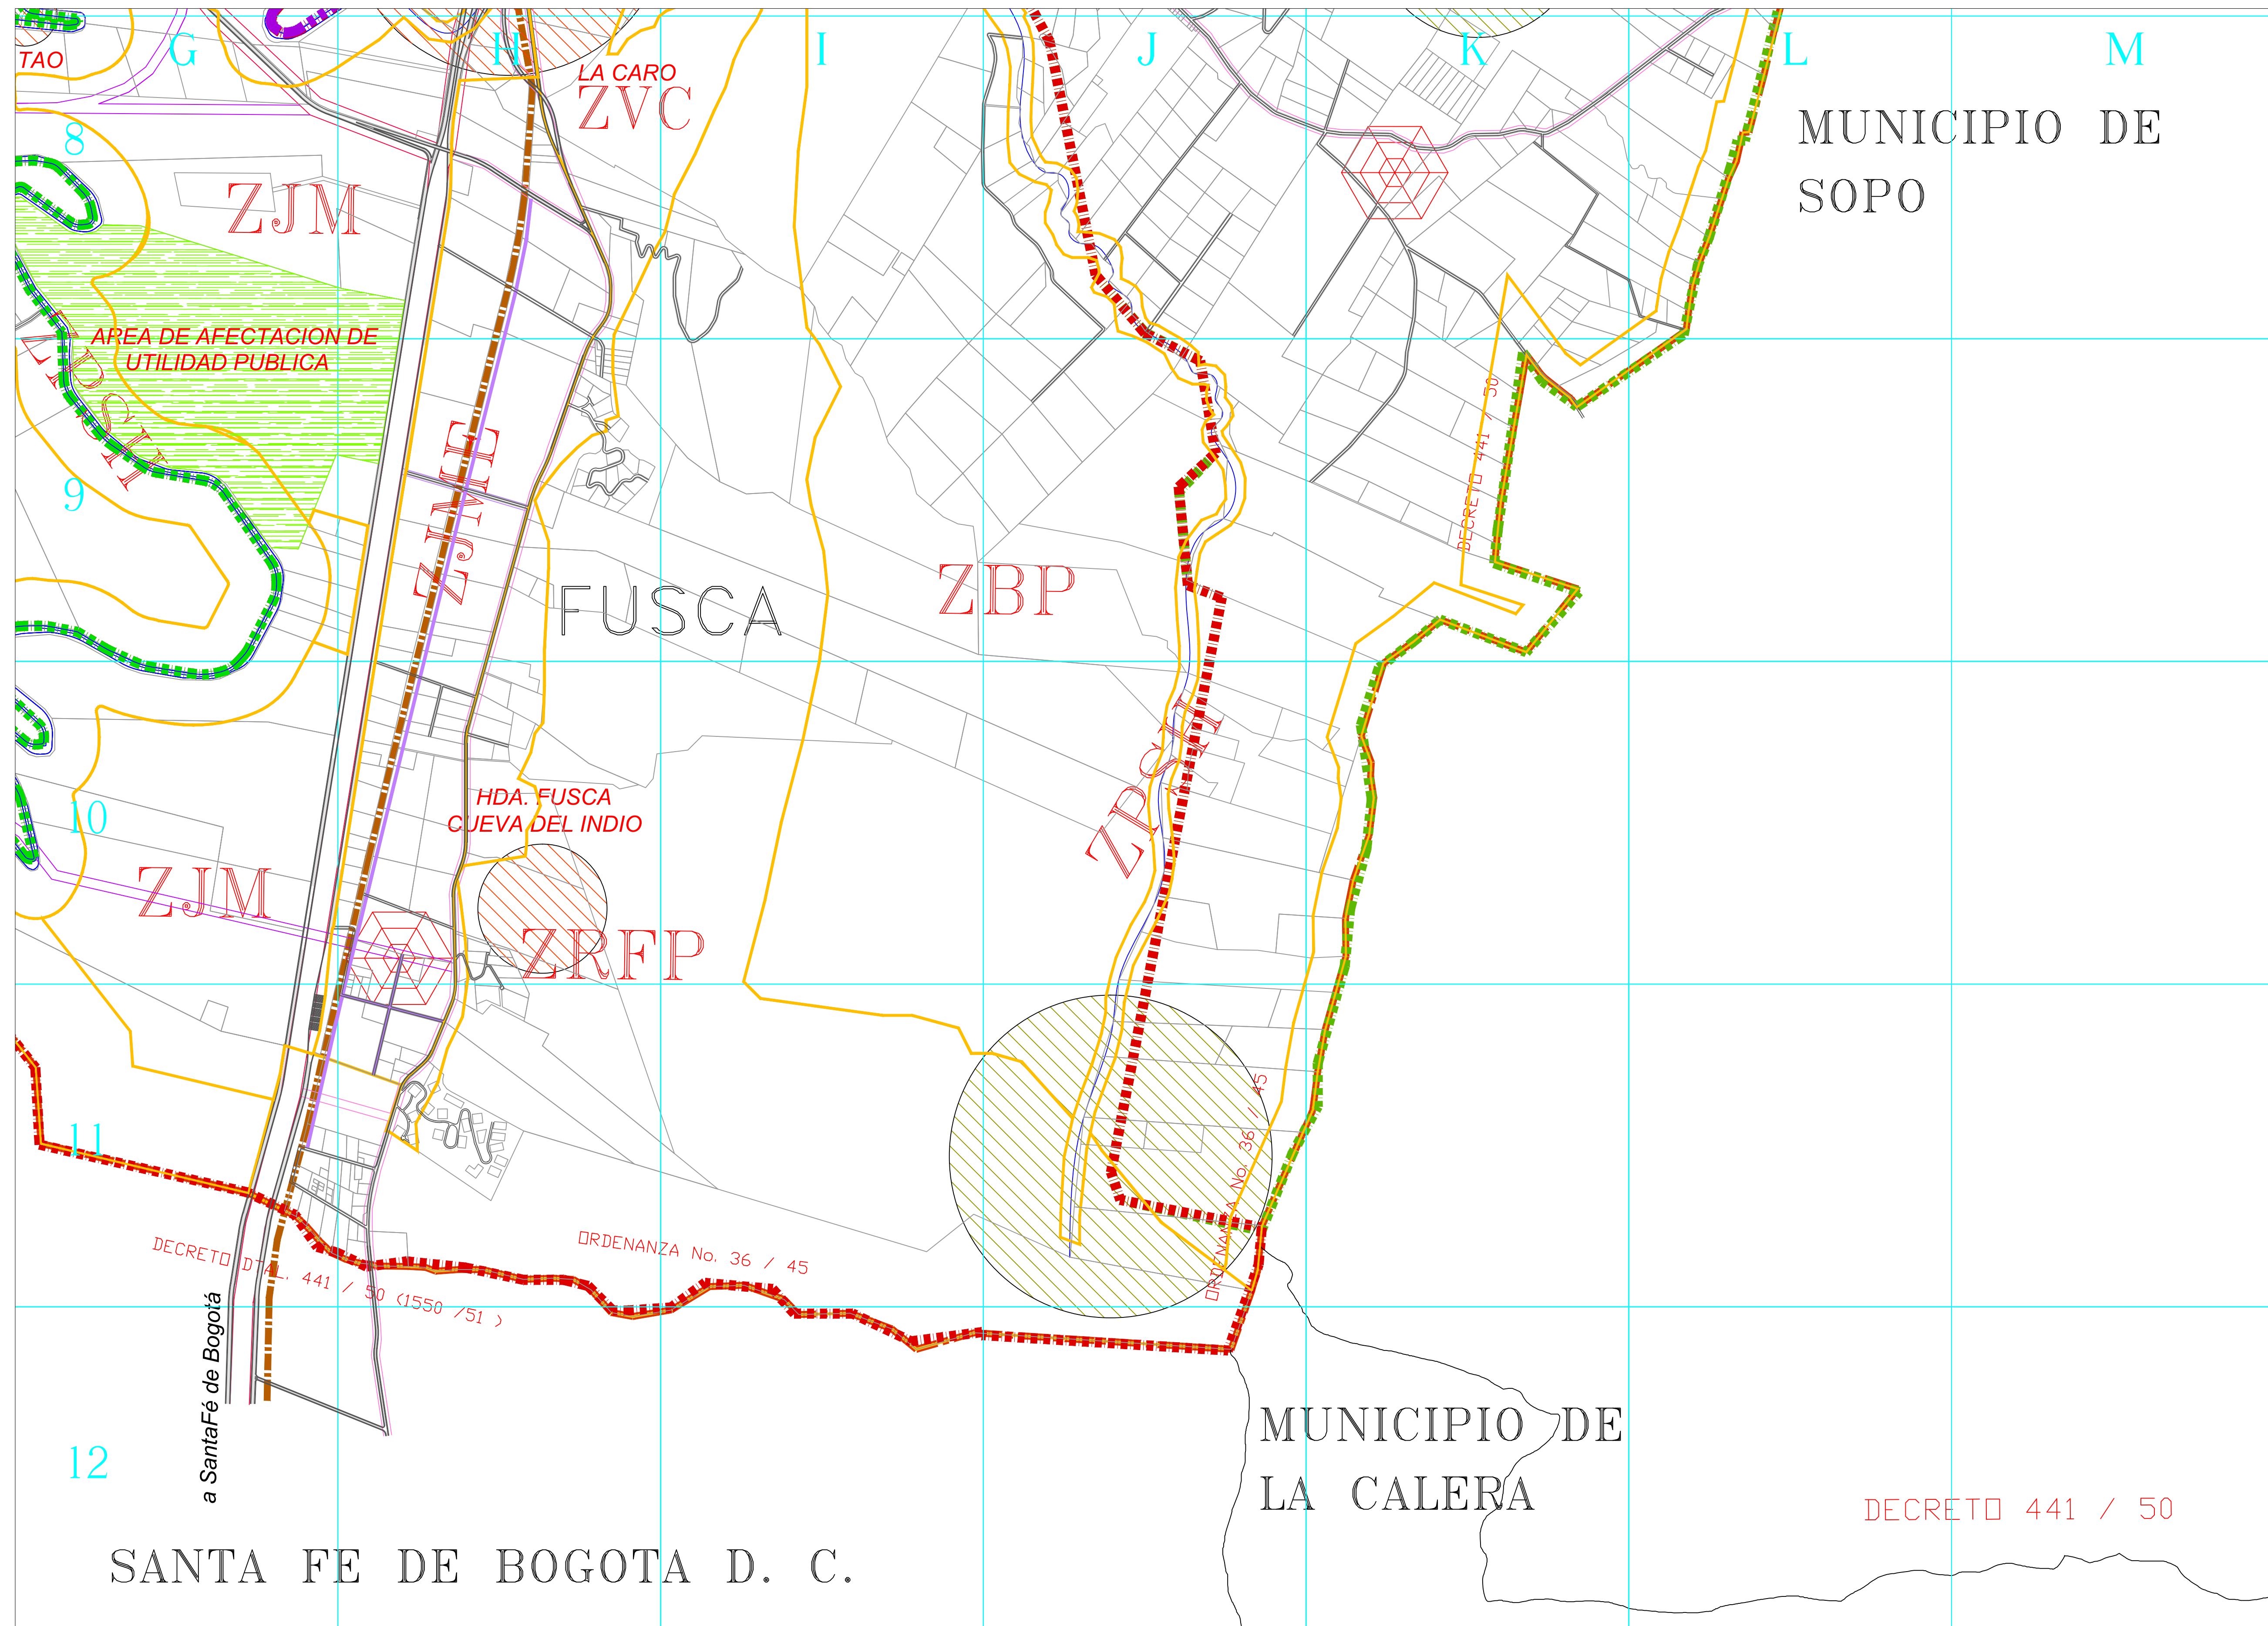 G
H
I
J
K
L
M
TAO
LA CARO
ZVC
MUNICIPIO DE
SOPO
8
ZJM
AREA DE AFECTACION DE
UTILIDAD PUBLICA
ZPSH
DECRETO 441 / 50
ZJME
9
ZBP
FUSCA
ZPSH
HDA. FUSCA
CUEVA DEL INDIO
10
ZJM
ZRFP
11
ORDENANZA No. 36 / 45
ORDENANZA No. 36 / 45
DECRETO DTAL. 441 / 50 (1550 /51 )
a SantaFé de Bogotá
MUNICIPIO DE
LA CALERA
12
DECRETO 441 / 50
SANTA FE DE BOGOTA D. C.